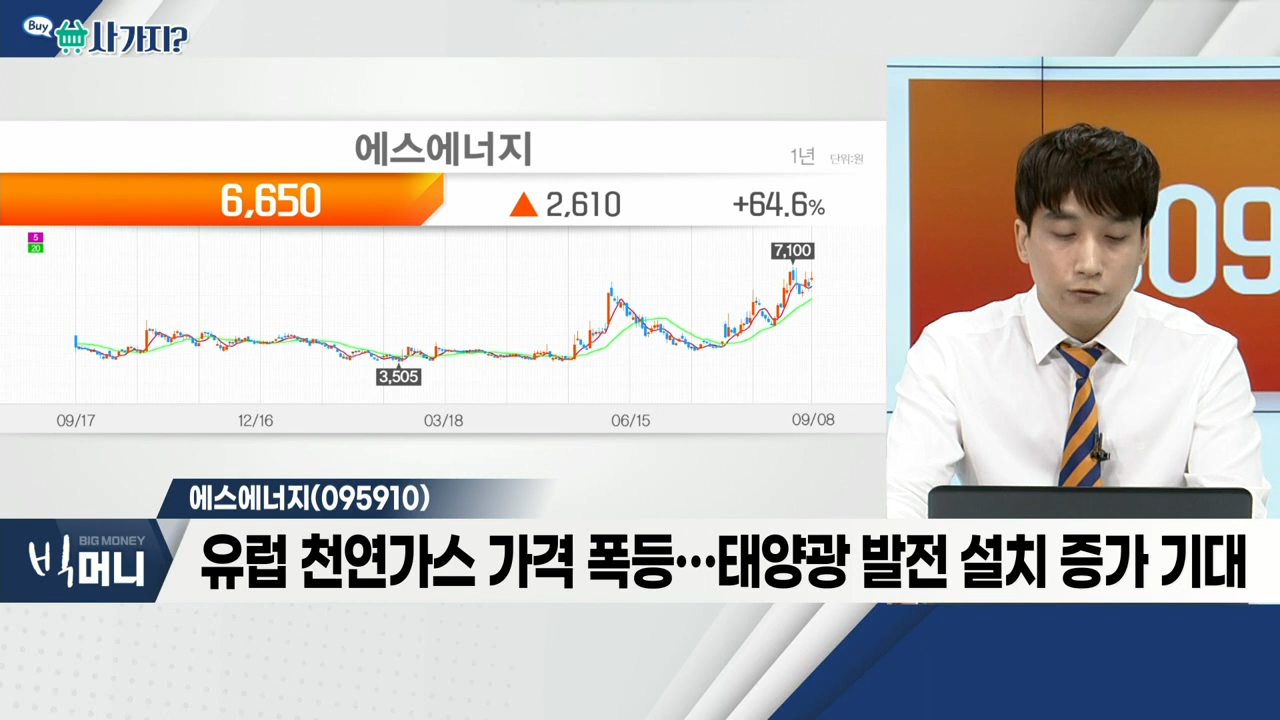 Buy
사가지?
에스에너지
1년 단위:원
6,650 ▲ 2,610 +64.6%
5
20
7,100
3,505
09/17 12/16 03/18 06/15 09/08
09
에스에너지(095910)
BIG MONEY
빅머니
유럽 천연가스 가격 폭등…태양광 발전 설치 증가 기대